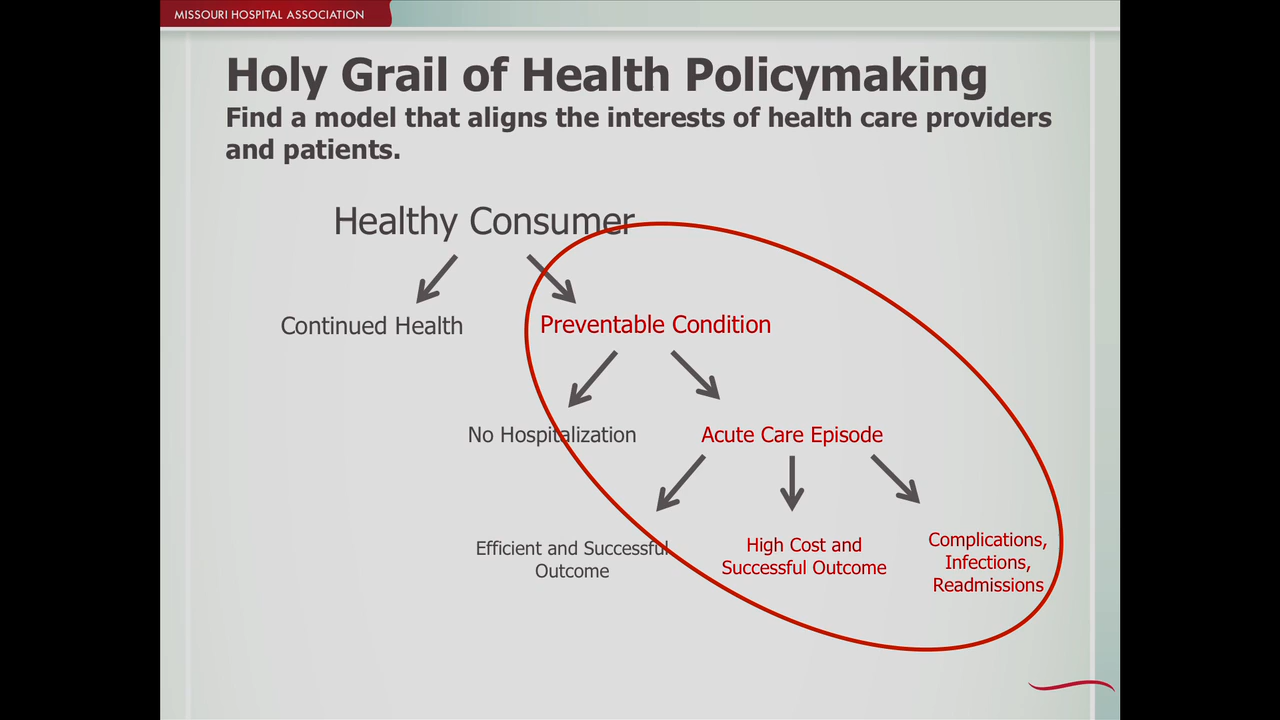 MISSOURI HOSPITAL ASSOCIATION
Holy Grail of Health Policymaking
Find a model that aligns the interests of health care providers
and patients.
Healthy Consumer
Continued Health
Preventable Condition
No Hospitalization
Acute Care Episode
Efficient and Successful
Outcome
High Cost and
Successful Outcome
Complications,
Infections,
Readmissions